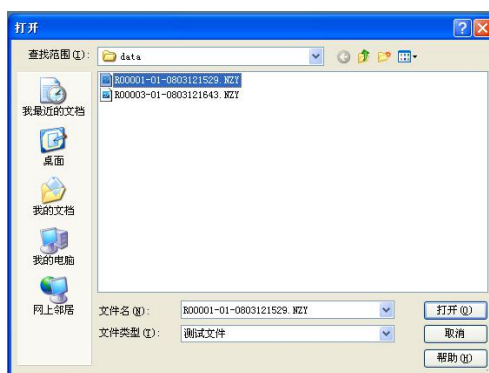 打开
查找范围(I):
data
R00001-01-0803121529.NZY
R00003-01-0803121643.NZY
我最近的文档
桌面
我的文档
我的电脑
网上邻居
文件名(N):
R00001-01-0803121529.NZY
打开(O)
文件类型(T):
测试文件
取消
帮助(H)